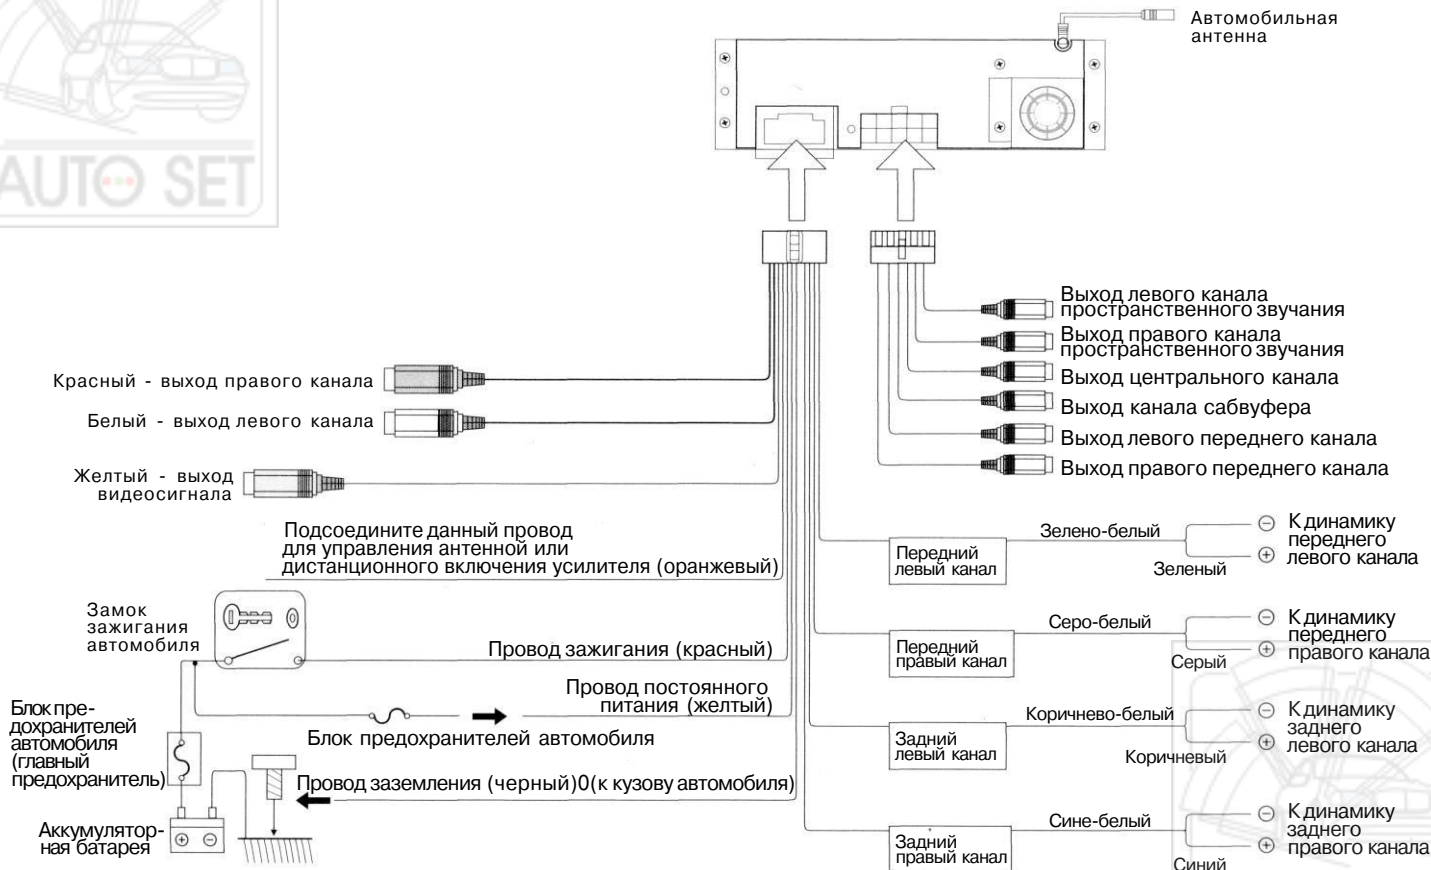 Автомобильная
антенна
AUTO SET
Выход левого канала
пространственного звучания
Выход правого канала
пространственного звучания
Выход центрального канала
Выход канала сабвуфера
Выход левого переднего канала
Выход правого переднего канала
Красный - выход правого канала
Белый - выход левого канала
Желтый - выход
видеосигнала
Подсоедините данный провод
для управления антенной или
дистанционного включения усилителя (оранжевый)
Замок
зажигания
автомобиля
Провод зажигания (красный)
Провод постоянного
питания (желтый)
Блок предохранителей автомобиля
Блок пре-
дохранителей
автомобиля
(главный
предохранитель)
Провод заземления (черный)0(к кузову автомобиля)
Аккумулятор-
ная батарея
Передний
левый канал
Зелено-белый
Зеленый
К динамику
переднего
левого канала
Передний
правый канал
Серо-белый
Серый
К динамику
переднего
правого канала
Задний
левый канал
Коричнево-белый
Коричневый
К динамику
заднего
левого канала
Задний
правый канал
Сине-белый
Синий
К динамику
заднего
правого канала